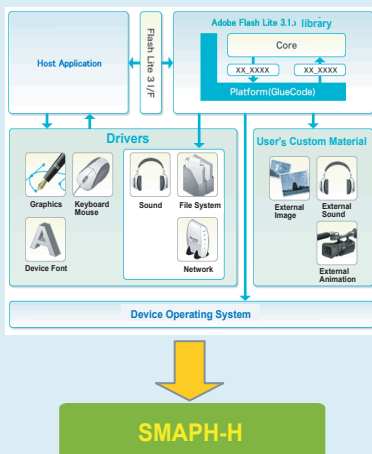 Adobe Flash Lite 3.1.x library
Host Application
Flash Lite 3 I/F
Core
XX_XXXX
XX_XXXX
Platform(GlueCode)
Drivers
Graphics
Keyboard
Mouse
Sound
File System
Device Font
Network
User's Custom Material
External
Image
External
Sound
External
Animation
Device Operating System
SMAPH-H